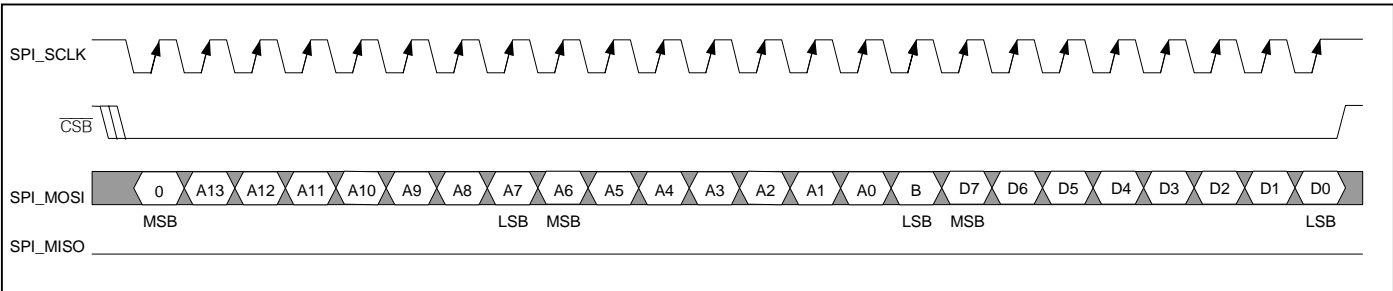 SPI_SCLK
CSB
SPI_MOSI 0 A13 A12 A11 A10 A9 A8 A7 A6 A5 A4 A3 A2 A1 A0 B D7 D6 D5 D4 D3 D2 D1 D0
MSB LSB MSB LSB MSB LSB
SPI_MISO